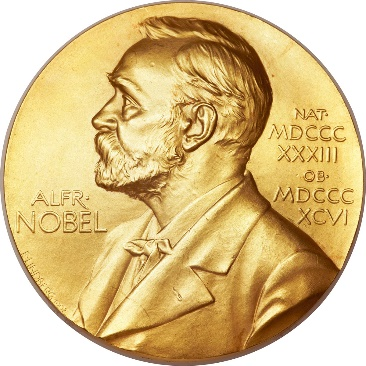 ALFR·
NOBEL
NAT·
MDCCC
XXXIII
OB·
MDCCC
XCVI